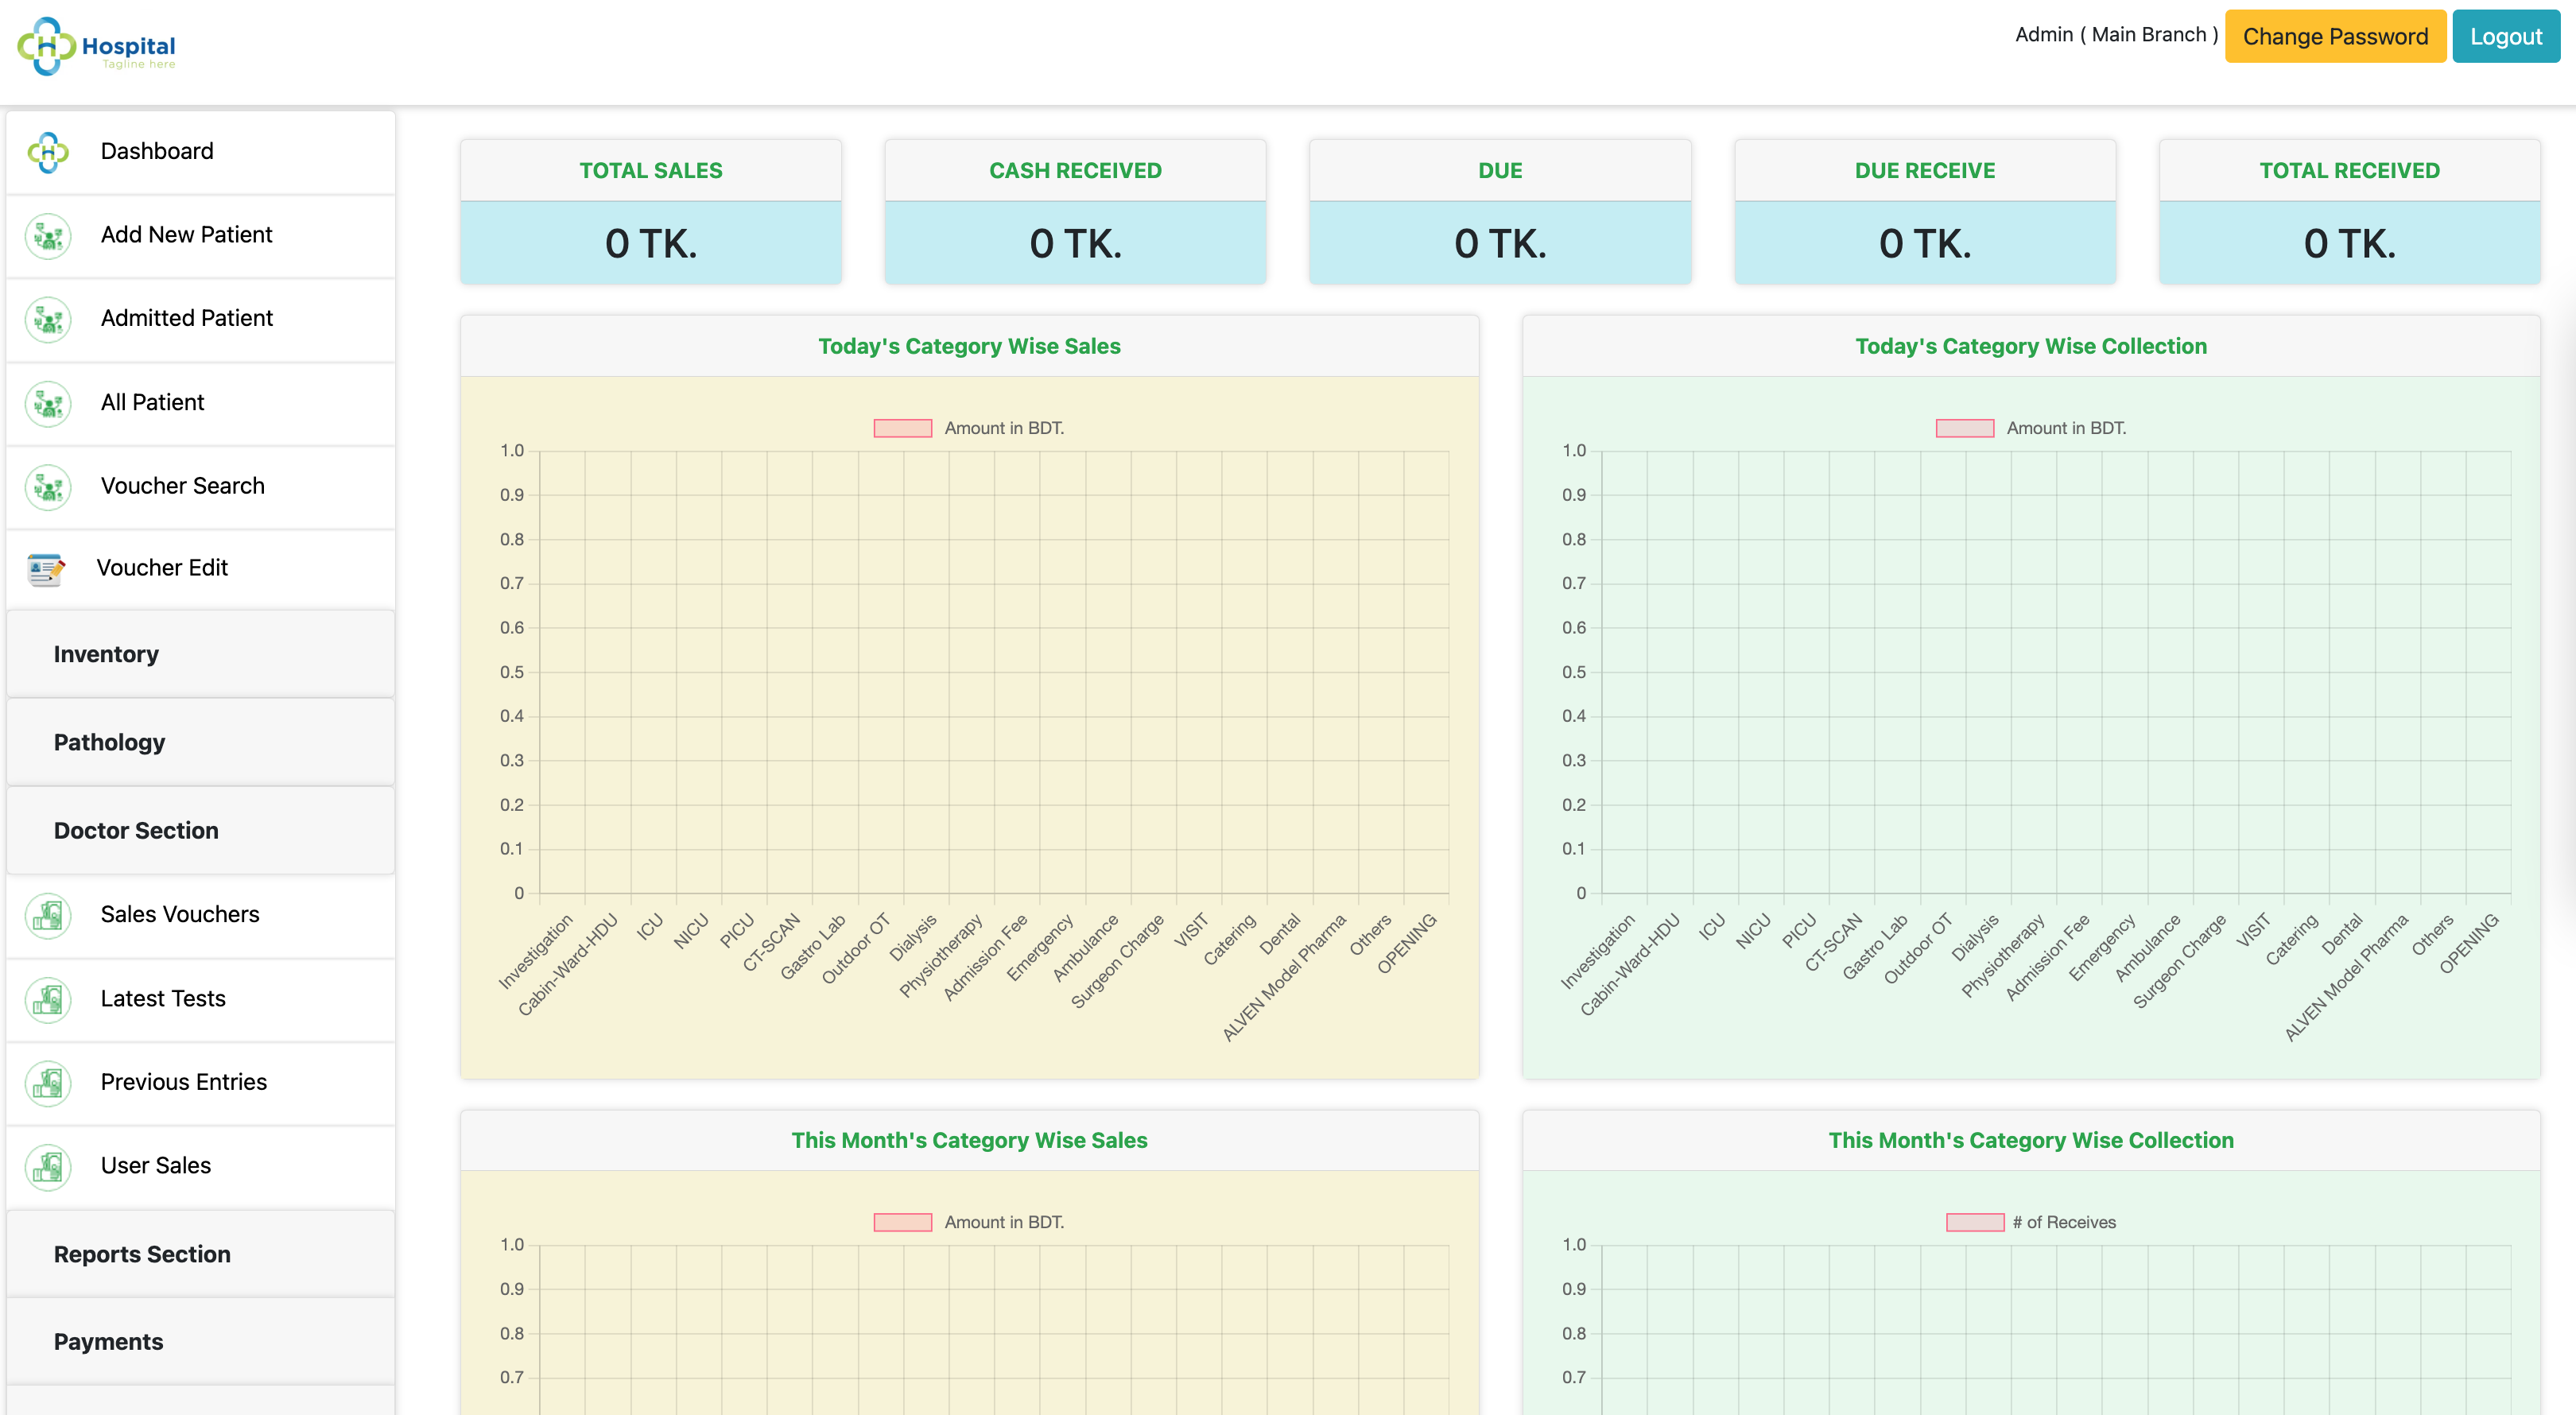 Hospital
Tagline here
Admin ( Main Branch )
Change Password
Logout
Dashboard
Add New Patient
Admitted Patient
All Patient
Voucher Search
Voucher Edit
Inventory
Pathology
Doctor Section
Sales Vouchers
Latest Tests
Previous Entries
User Sales
Reports Section
Payments
TOTAL SALES
0 TK.
CASH RECEIVED
0 TK.
DUE
0 TK.
DUE RECEIVE
0 TK.
TOTAL RECEIVED
0 TK.
Today's Category Wise Sales
Amount in BDT.
1.0
0.9
0.8
0.7
0.6
0.5
0.4
0.3
0.2
0.1
0
Investigation
Cabin-Ward-HDU
ICU
NICU
PICU
CT-SCAN
Gastro Lab
Outdoor OT
Dialysis
Physiotherapy
Admission Fee
Emergency
Ambulance
Surgeon Charge
VISIT
Catering
Dental
ALVEN Model Pharma
Others
OPENING
Today's Category Wise Collection
Amount in BDT.
1.0
0.9
0.8
0.7
0.6
0.5
0.4
0.3
0.2
0.1
0
Investigation
Cabin-Ward-HDU
ICU
NICU
PICU
CT-SCAN
Gastro Lab
Outdoor OT
Dialysis
Physiotherapy
Admission Fee
Emergency
Ambulance
Surgeon Charge
VISIT
Catering
Dental
ALVEN Model Pharma
Others
OPENING
This Month's Category Wise Sales
Amount in BDT.
1.0
0.9
0.8
0.7
This Month's Category Wise Collection
# of Receives
1.0
0.9
0.8
0.7